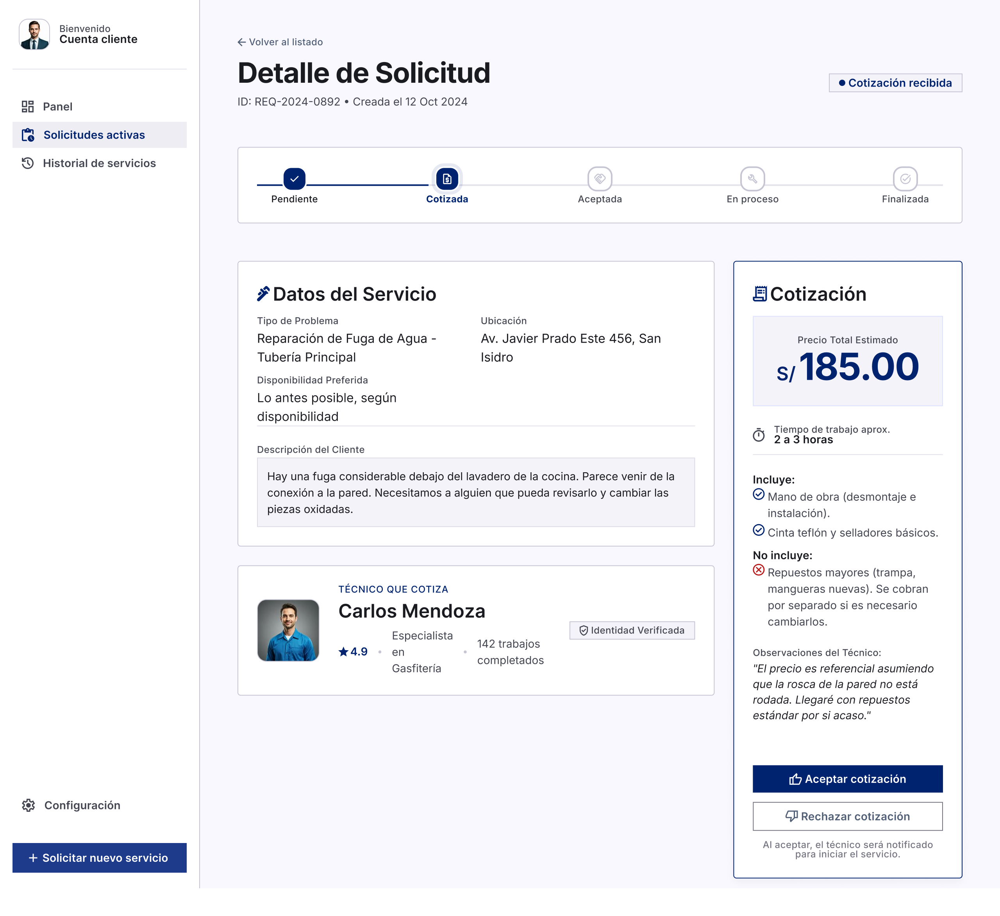 Bienvenido
Cuenta cliente
Panel
Solicitudes activas
Historial de servicios
Configuración
+ Solicitar nuevo servicio
← Volver al listado
Detalle de Solicitud
ID: REQ-2024-0892 • Creada el 12 Oct 2024
• Cotización recibida
Pendiente
Cotizada
Aceptada
En proceso
Finalizada
Datos del Servicio
Tipo de Problema
Reparación de Fuga de Agua -
Tubería Principal
Ubicación
Av. Javier Prado Este 456, San
Isidro
Disponibilidad Preferida
Lo antes posible, según
disponibilidad
Descripción del Cliente
Hay una fuga considerable debajo del lavadero de la cocina. Parece venir de la
conexión a la pared. Necesitamos a alguien que pueda revisarlo y cambiar las
piezas oxidadas.
TÉCNICO QUE COTIZA
Carlos Mendoza
4.9
Especialista
en
Gasfitería
142 trabajos
completados
Identidad Verificada
Cotización
Precio Total Estimado
S/ 185.00
Tiempo de trabajo aprox.
2 a 3 horas
Incluye:
Mano de obra (desmontaje e
instalación).
Cinta teflón y selladores básicos.
No incluye:
Repuestos mayores (trampa,
mangueras nuevas). Se cobran
por separado si es necesario
cambiarlos.
Observaciones del Técnico:
"El precio es referencial asumiendo
que la rosca de la pared no está
rodada. Llegaré con repuestos
estándar por si acaso."
Aceptar cotización
Rechazar cotización
Al aceptar, el técnico será notificado
para iniciar el servicio.